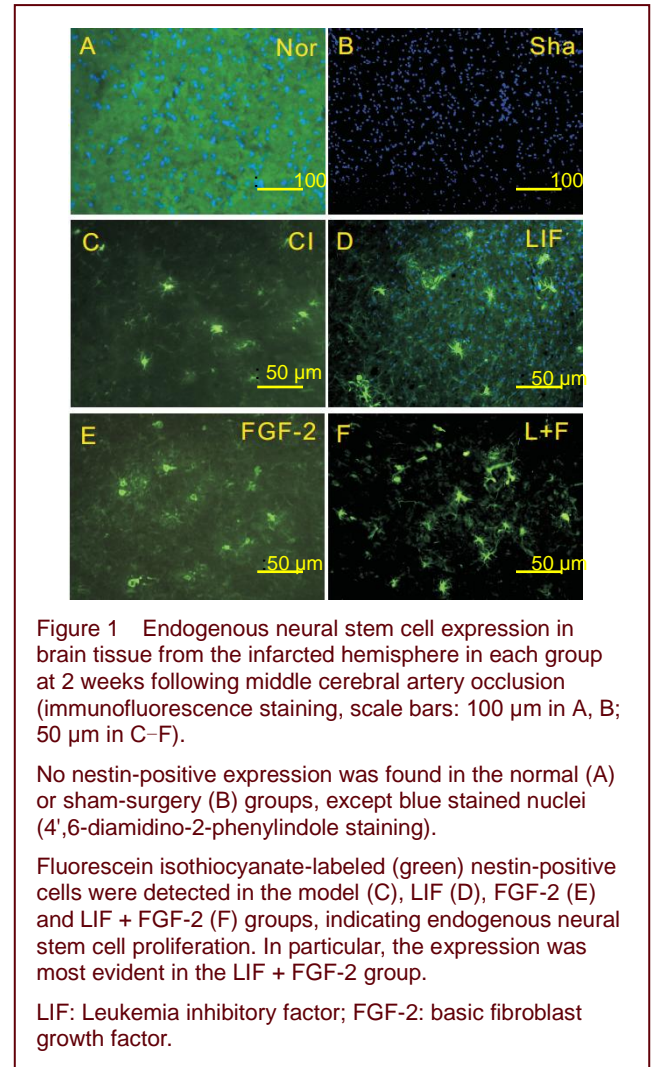 A Nor
B Sha
100
100
C CI
D LIF
50 µm
50 µm
E FGF-2
F L+F
50 µm
50 µm
Figure 1 Endogenous neural stem cell expression in
brain tissue from the infarcted hemisphere in each group
at 2 weeks following middle cerebral artery occlusion
(immunofluorescence staining, scale bars: 100 µm in A, B;
50 µm in C–F).
No nestin-positive expression was found in the normal (A)
or sham-surgery (B) groups, except blue stained nuclei
(4',6-diamidino-2-phenylindole staining).
Fluorescein isothiocyanate-labeled (green) nestin-positive
cells were detected in the model (C), LIF (D), FGF-2 (E)
and LIF + FGF-2 (F) groups, indicating endogenous neural
stem cell proliferation. In particular, the expression was
most evident in the LIF + FGF-2 group.
LIF: Leukemia inhibitory factor; FGF-2: basic fibroblast
growth factor.